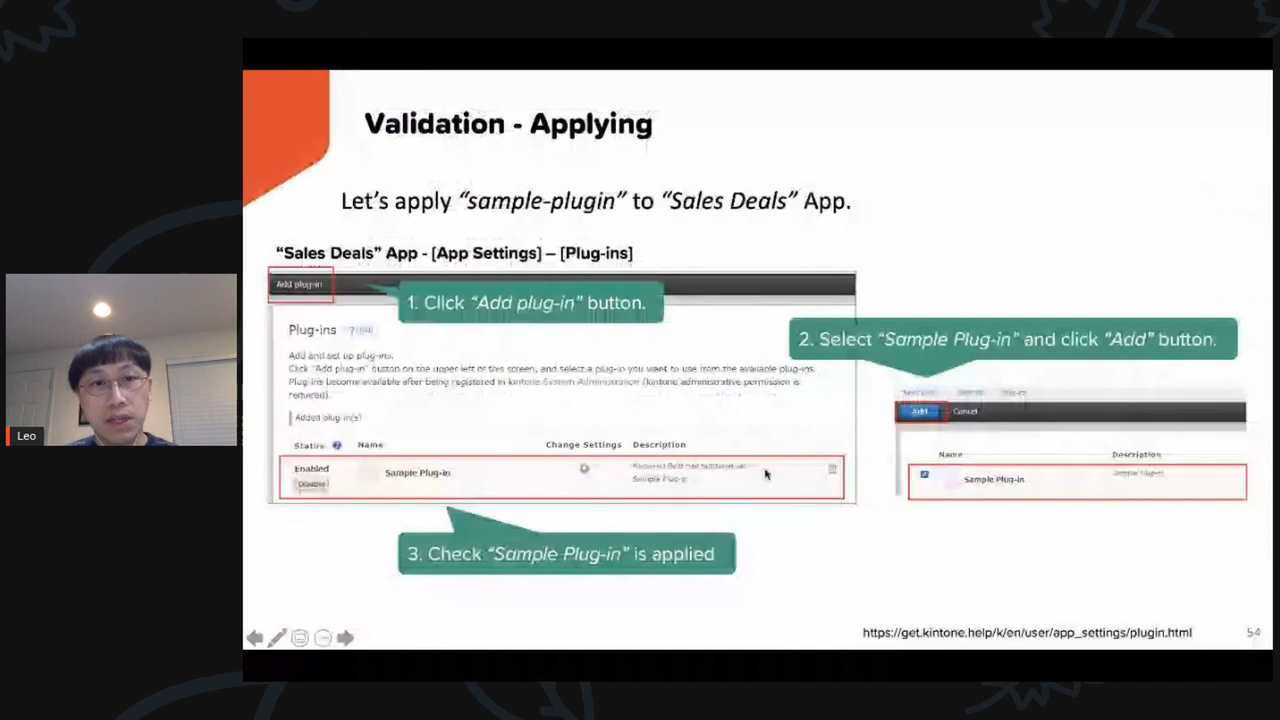 Validation - Applying
Let's apply “sample-plugin” to “Sales Deals” App.
“Sales Deals” App - [App Settings] – [Plug-ins]
Add plug-in
1. Click “Add plug-in” button.
Plug-ins
Add and set up plug-ins.
Click "Add plug-in" button on the upper left of this screen, and select a plug-in you want to use from the available plug-ins.
Plug-ins become available after being registered in kintone System Administration (kintone administrative permission is
required).
Added plug-in(s)
Status Name Change Settings Description
Enabled
Disable
Sample Plug-in
Required field has not been set
Sample Plug-in
2. Select “Sample Plug-in” and click “Add” button.
Add Cancel
Name Description
Sample Plug-in
3. Check “Sample Plug-in” is applied
Leo
https://get.kintone.help/k/en/user/app_settings/plugin.html
54